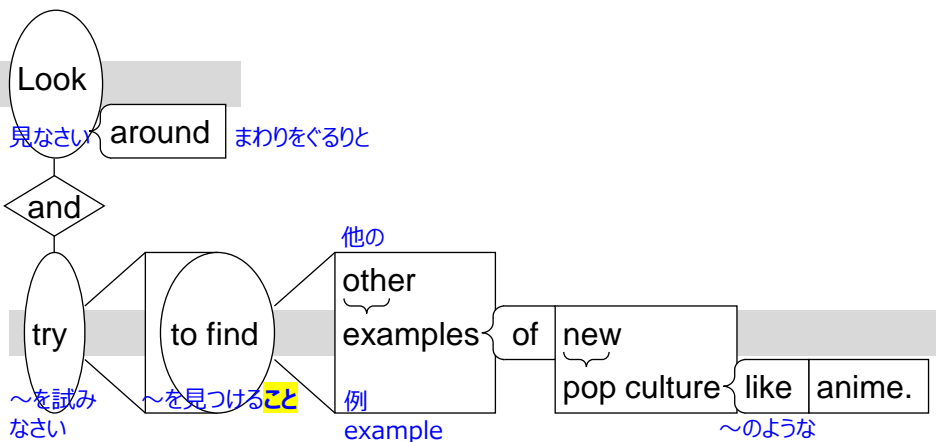 Look
見なさい around まわりをぐるりと
and
他の
other
try to find examples of new
pop culture like anime.
～を試み ～を見つけること 例 ～のような
なさい example